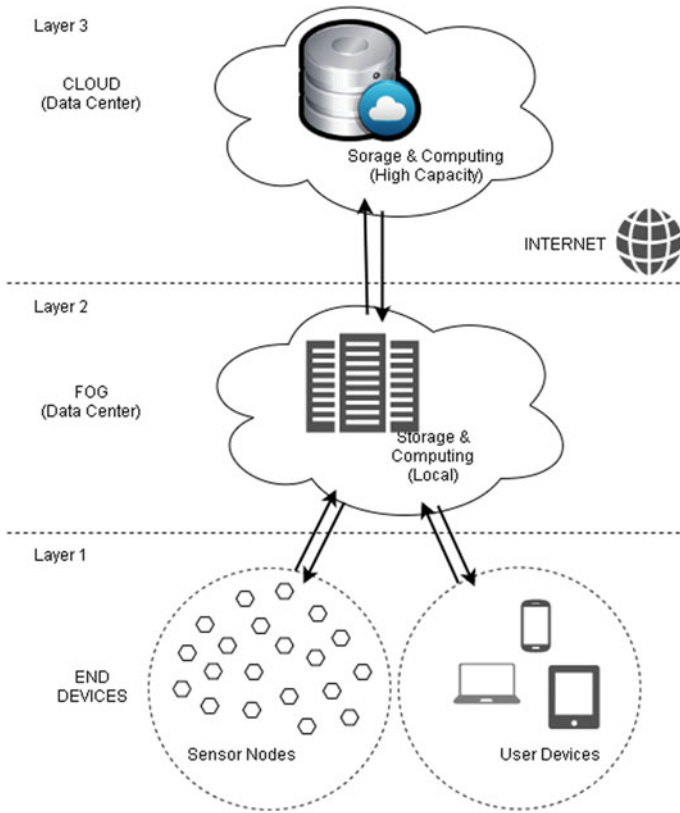 Layer 3
CLOUD
(Data Center)
Sorage & Computing
(High Capacity)
INTERNET
Layer 2
FOG
(Data Center)
Storage &
Computing
(Local)
Layer 1
END
DEVICES
Sensor Nodes
User Devices